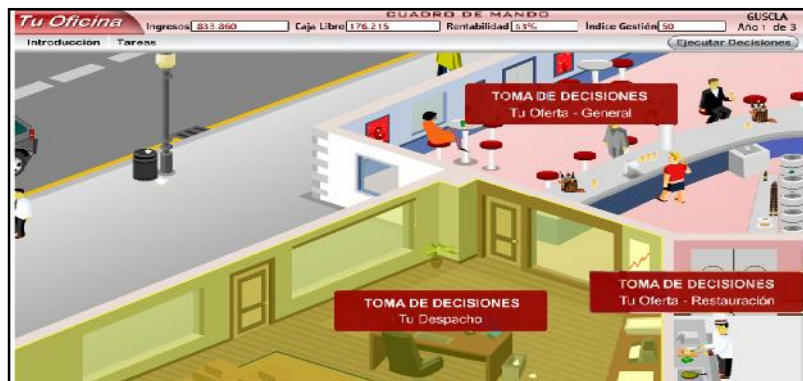 CUADRO DE MANDO
Tu Oficina Ingresos 833.860 Caja Libre 176.215 Rentabilidad 63% Índice Gestión 50 GUSCLA
Año 1 de 3
Introducción Tareas Ejecutar Decisiones
TOMA DE DECISIONES
Tu Oferta - General
TOMA DE DECISIONES
Tu Oferta - Restauración
TOMA DE DECISIONES
Tu Despacho